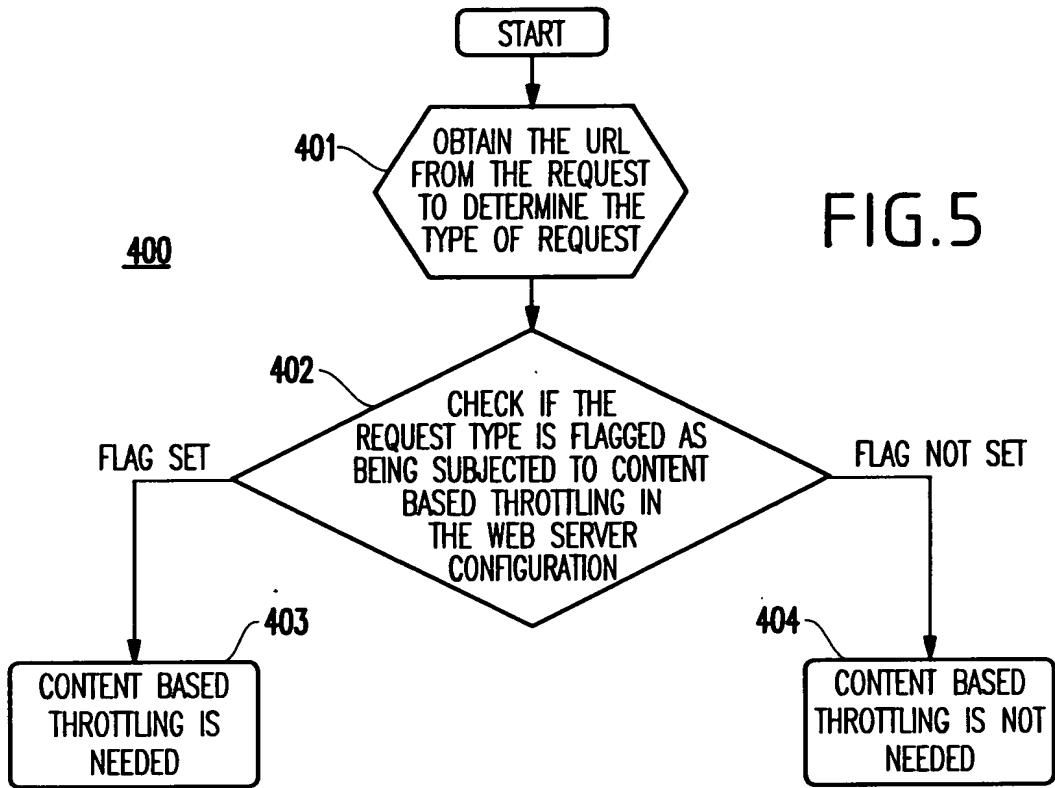 START
401
OBTAIN THE URL
FROM THE REQUEST
TO DETERMINE THE
TYPE OF REQUEST
FIG.5
400
402
CHECK IF THE
REQUEST TYPE IS FLAGGED AS
BEING SUBJECTED TO CONTENT
BASED THROTTLING IN
THE WEB SERVER
CONFIGURATION
FLAG SET
FLAG NOT SET
403
404
CONTENT BASED
THROTTLING IS
NEEDED
CONTENT BASED
THROTTLING IS NOT
NEEDED